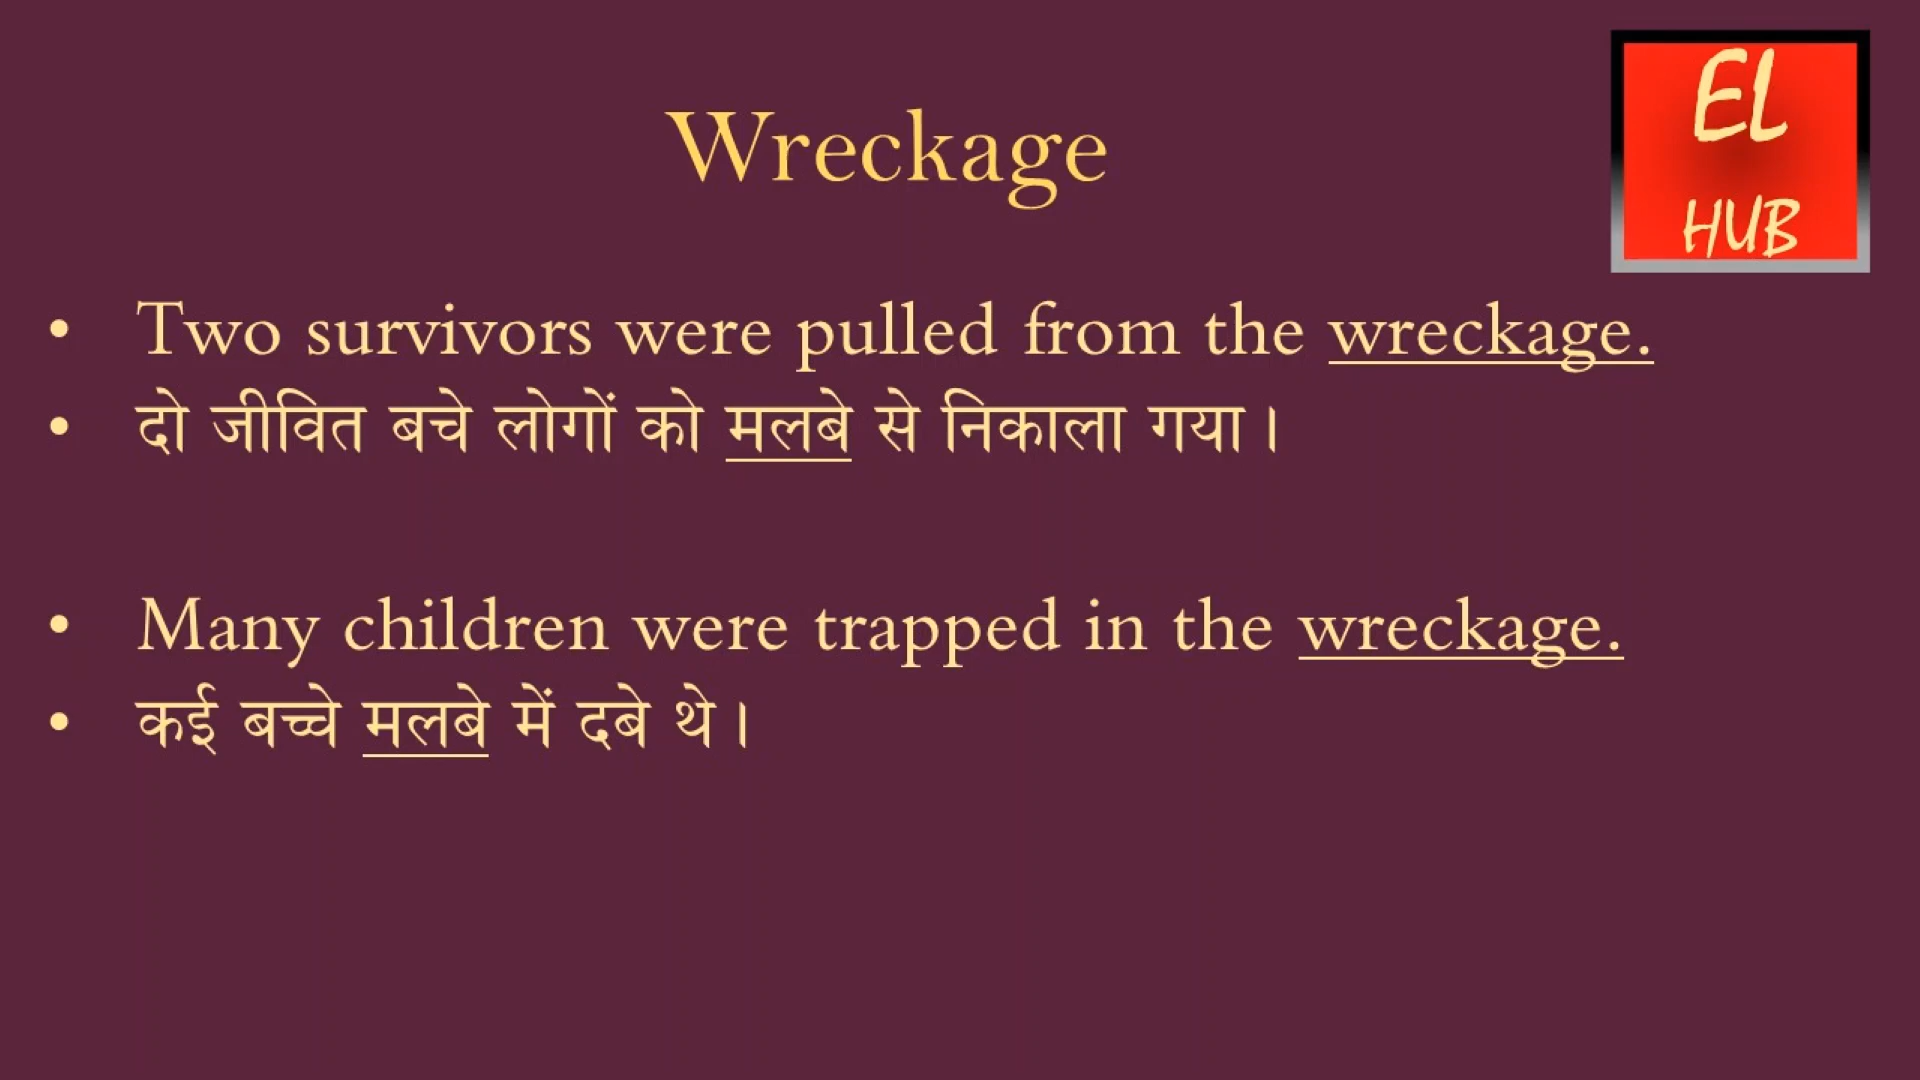 EL
HUB
Wreckage
• Two survivors were pulled from the wreckage.
• दो जीवित बचे लोगों को मलबे से निकाला गया।
• Many children were trapped in the wreckage.
• कई बच्चे मलबे में दबे थे।